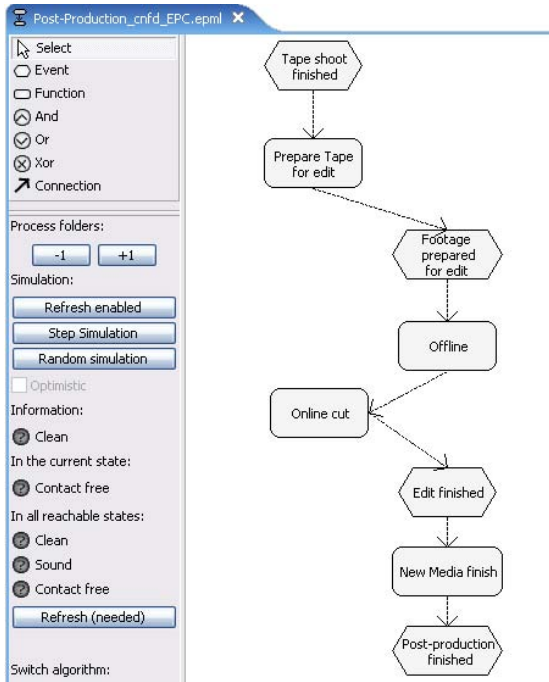 Post-Production_cnfd_EPC.epml
Select
Event
Function
And
Or
Xor
Connection
Process folders:
-1
+1
Simulation:
Refresh enabled
Step Simulation
Random simulation
Optimistic
Information:
Clean
In the current state:
Contact free
In all reachable states:
Clean
Sound
Contact free
Refresh (needed)
Switch algorithm:
Tape shoot
finished
Prepare Tape
for edit
Footage
prepared
for edit
Offline
Online cut
Edit finished
New Media finish
Post-production
finished